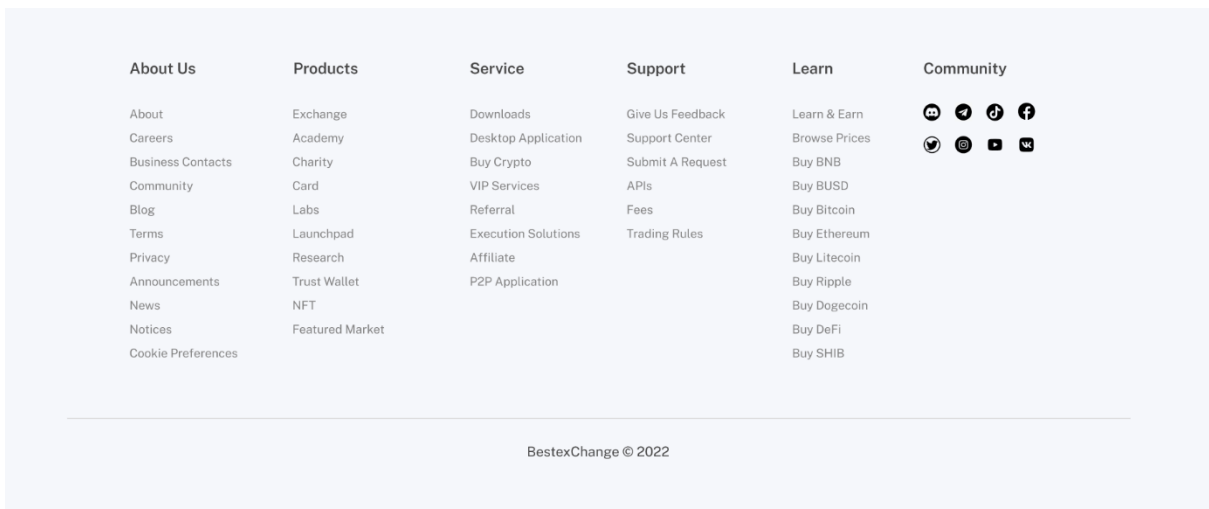 About Us
About
Careers
Business Contacts
Community
Blog
Terms
Privacy
Announcements
News
Notices
Cookie Preferences
Products
Exchange
Academy
Charity
Card
Labs
Launchpad
Research
Trust Wallet
NFT
Featured Market
Service
Downloads
Desktop Application
Buy Crypto
VIP Services
Referral
Execution Solutions
Affiliate
P2P Application
Support
Give Us Feedback
Support Center
Submit A Request
APIs
Fees
Trading Rules
Learn
Learn & Earn
Browse Prices
Buy BNB
Buy BUSD
Buy Bitcoin
Buy Ethereum
Buy Litecoin
Buy Ripple
Buy Dogecoin
Buy DeFi
Buy SHIB
Community
BestexChange © 2022